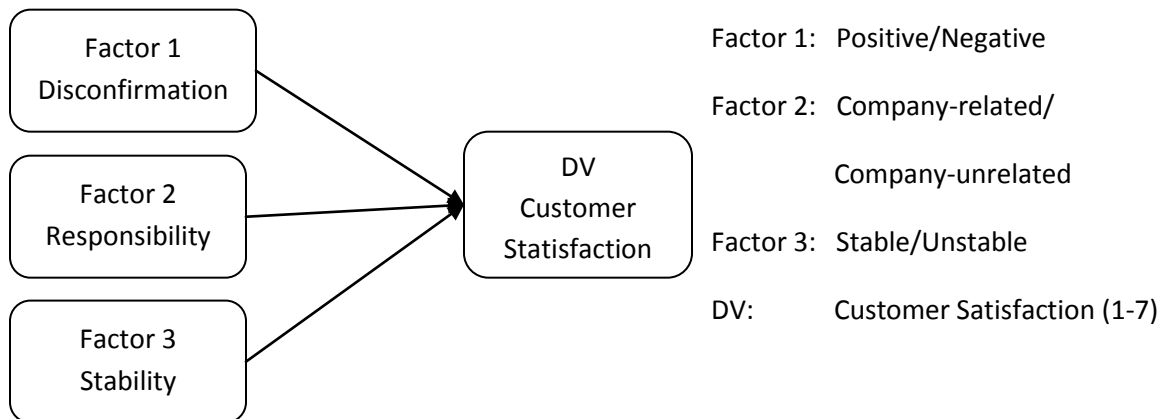 Factor 1
Disconfirmation
Factor 2
Responsibility
Factor 3
Stability
DV
Customer
Statisfaction
Factor 1: Positive/Negative
Factor 2: Company-related/
Company-unrelated
Factor 3: Stable/Unstable
DV: Customer Satisfaction (1-7)